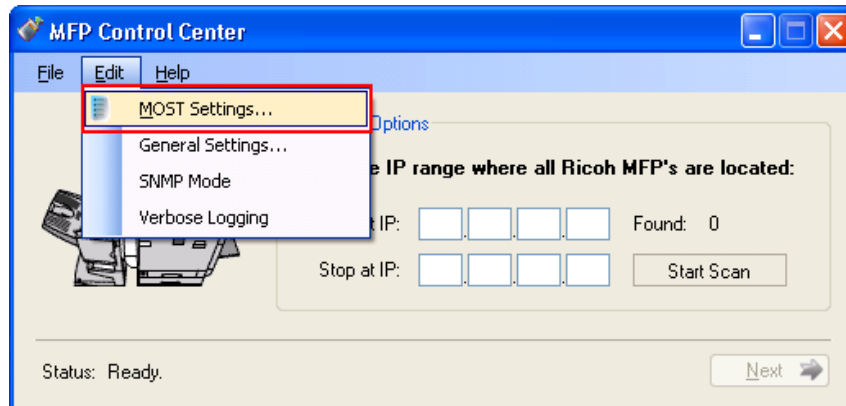 MFP Control Center
File Edit Help
MOST Settings...
General Settings...
SNMP Mode
Verbose Logging
Options
IP range where all Ricoh MFP's are located:
IP:
Found: 0
Stop at IP:
Start Scan
Status: Ready.
Next